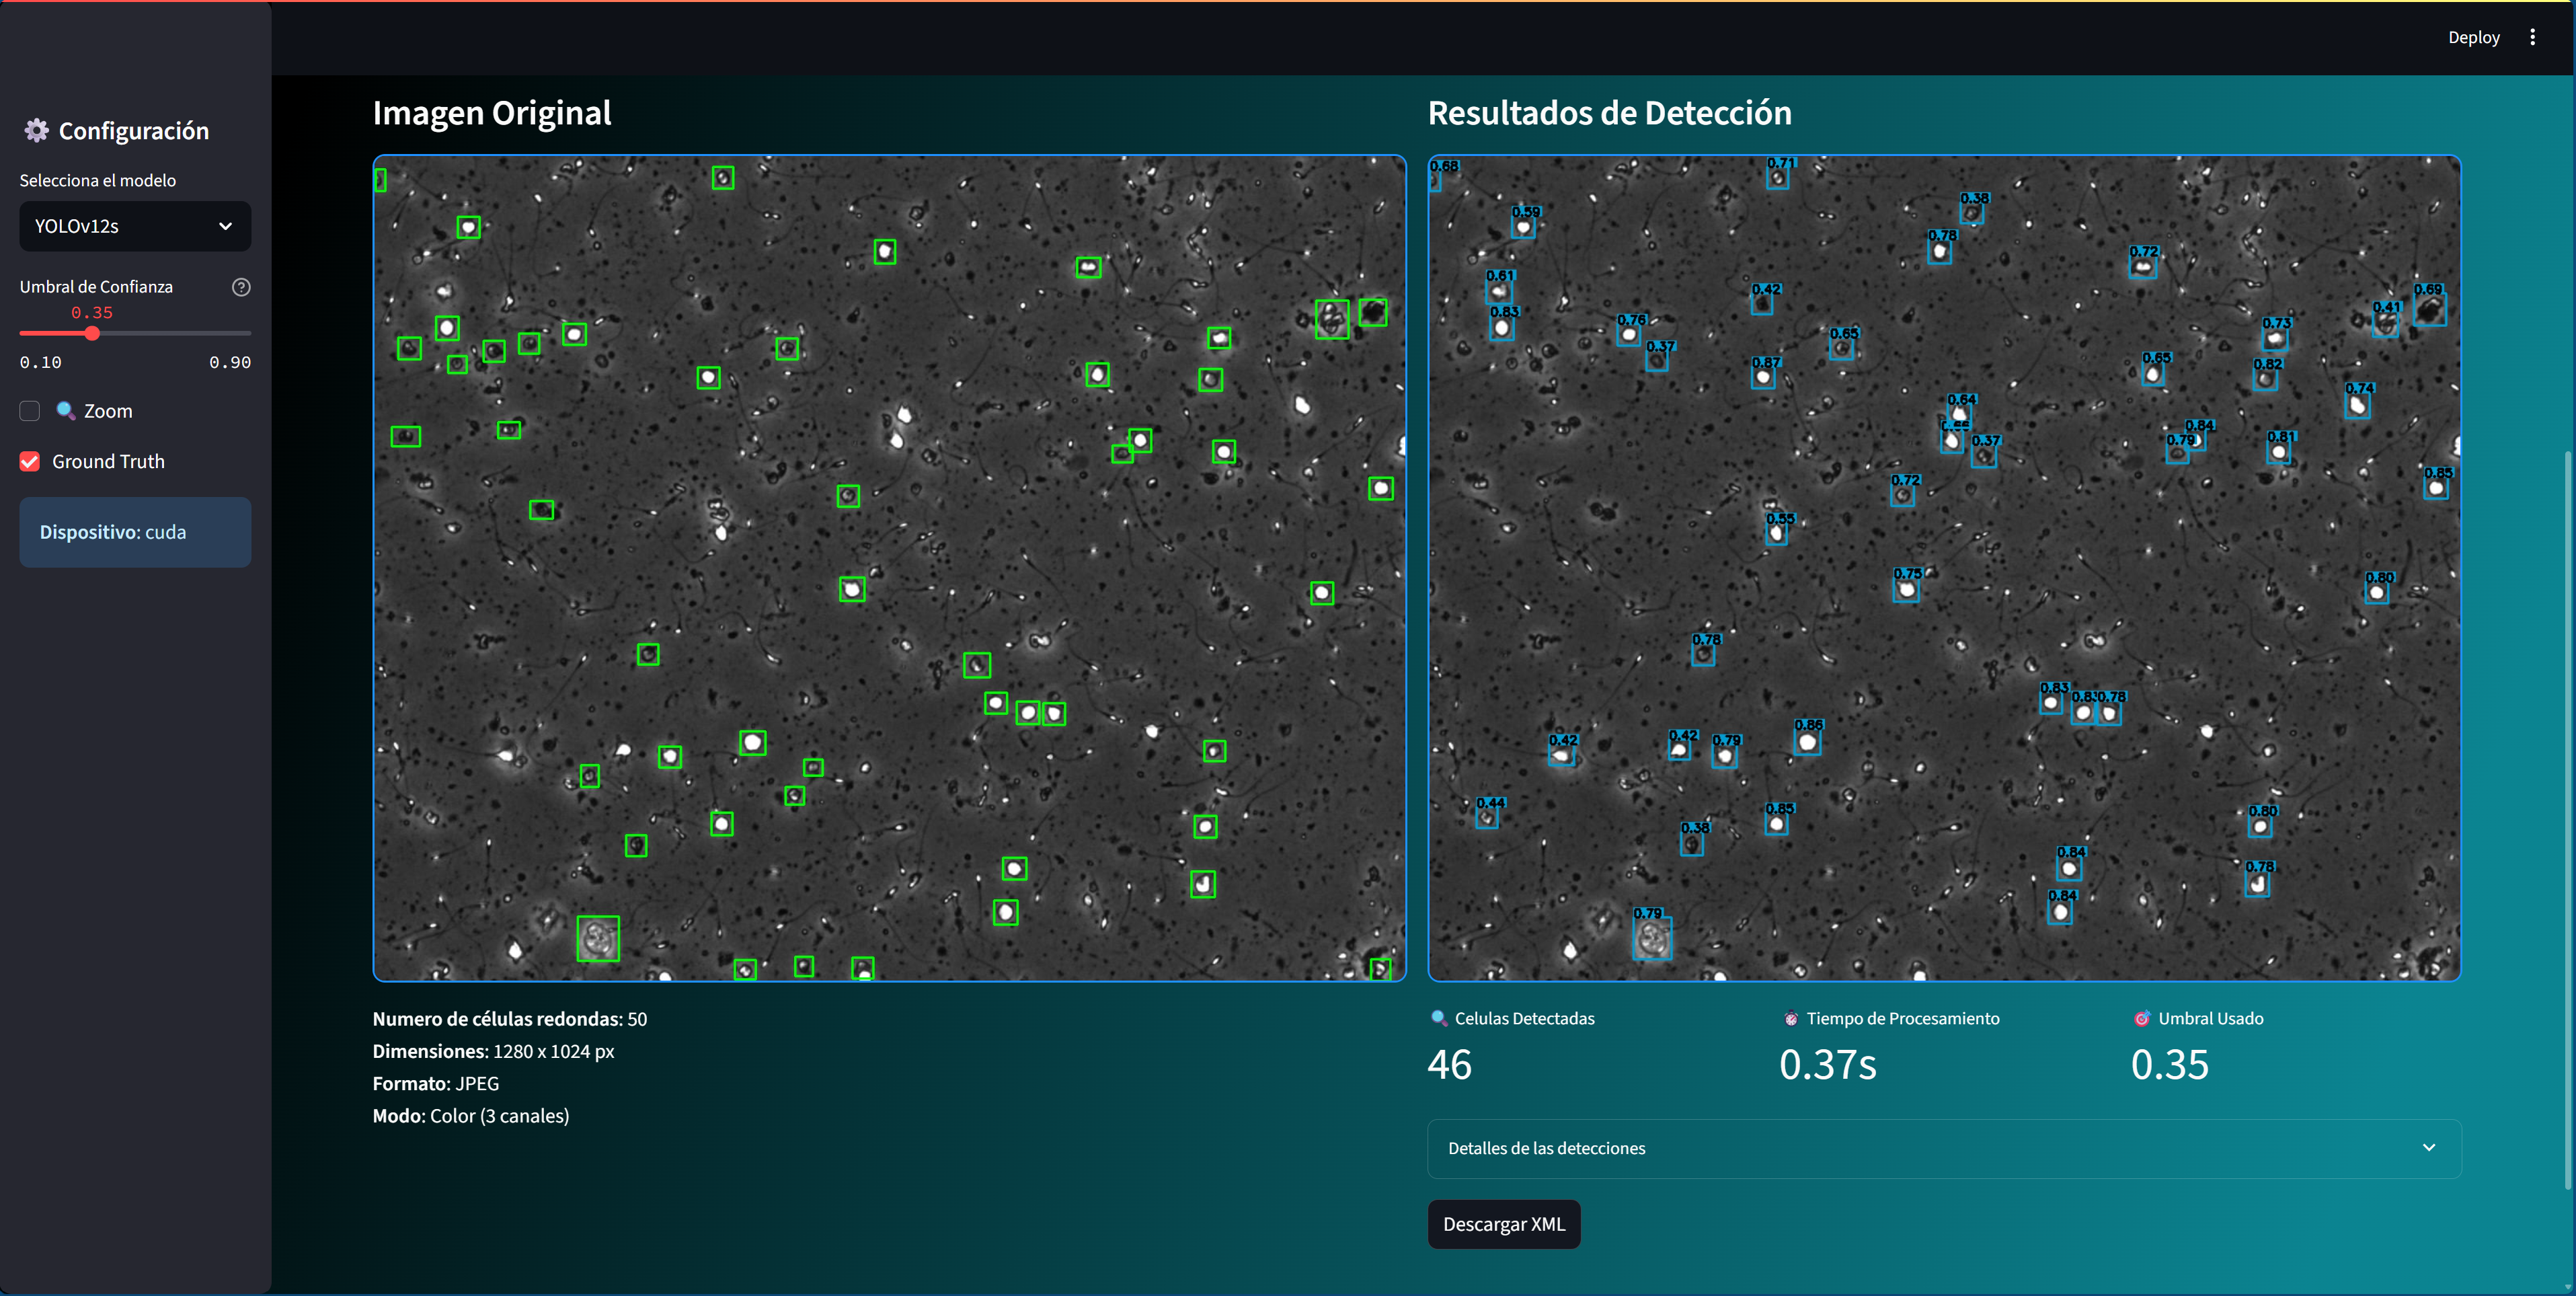 Deploy
Configuración
Selecciona el modelo
YOLOv12s
Umbral de Confianza
0.35
0.10 0.90
Zoom
Ground Truth
Dispositivo: cuda
Imagen Original
Numero de células redondas: 50
Dimensiones: 1280 x 1024 px
Formato: JPEG
Modo: Color (3 canales)
Resultados de Detección
0.68
0.71
0.38
0.59
0.78
0.72
0.61
0.42
0.69
0.83
0.41
0.76
0.73
0.65
0.37
0.87
0.65
0.82
0.74
0.64
0.84
0.37
0.79
0.81
0.85
0.72
0.55
0.75
0.80
0.78
0.83
0.83
0.78
0.86
0.42
0.42
0.79
0.44
0.85
0.80
0.38
0.84
0.78
0.84
0.79
Celulas Detectadas
46
Tiempo de Procesamiento
0.37s
Umbral Usado
0.35
Detalles de las detecciones
Descargar XML